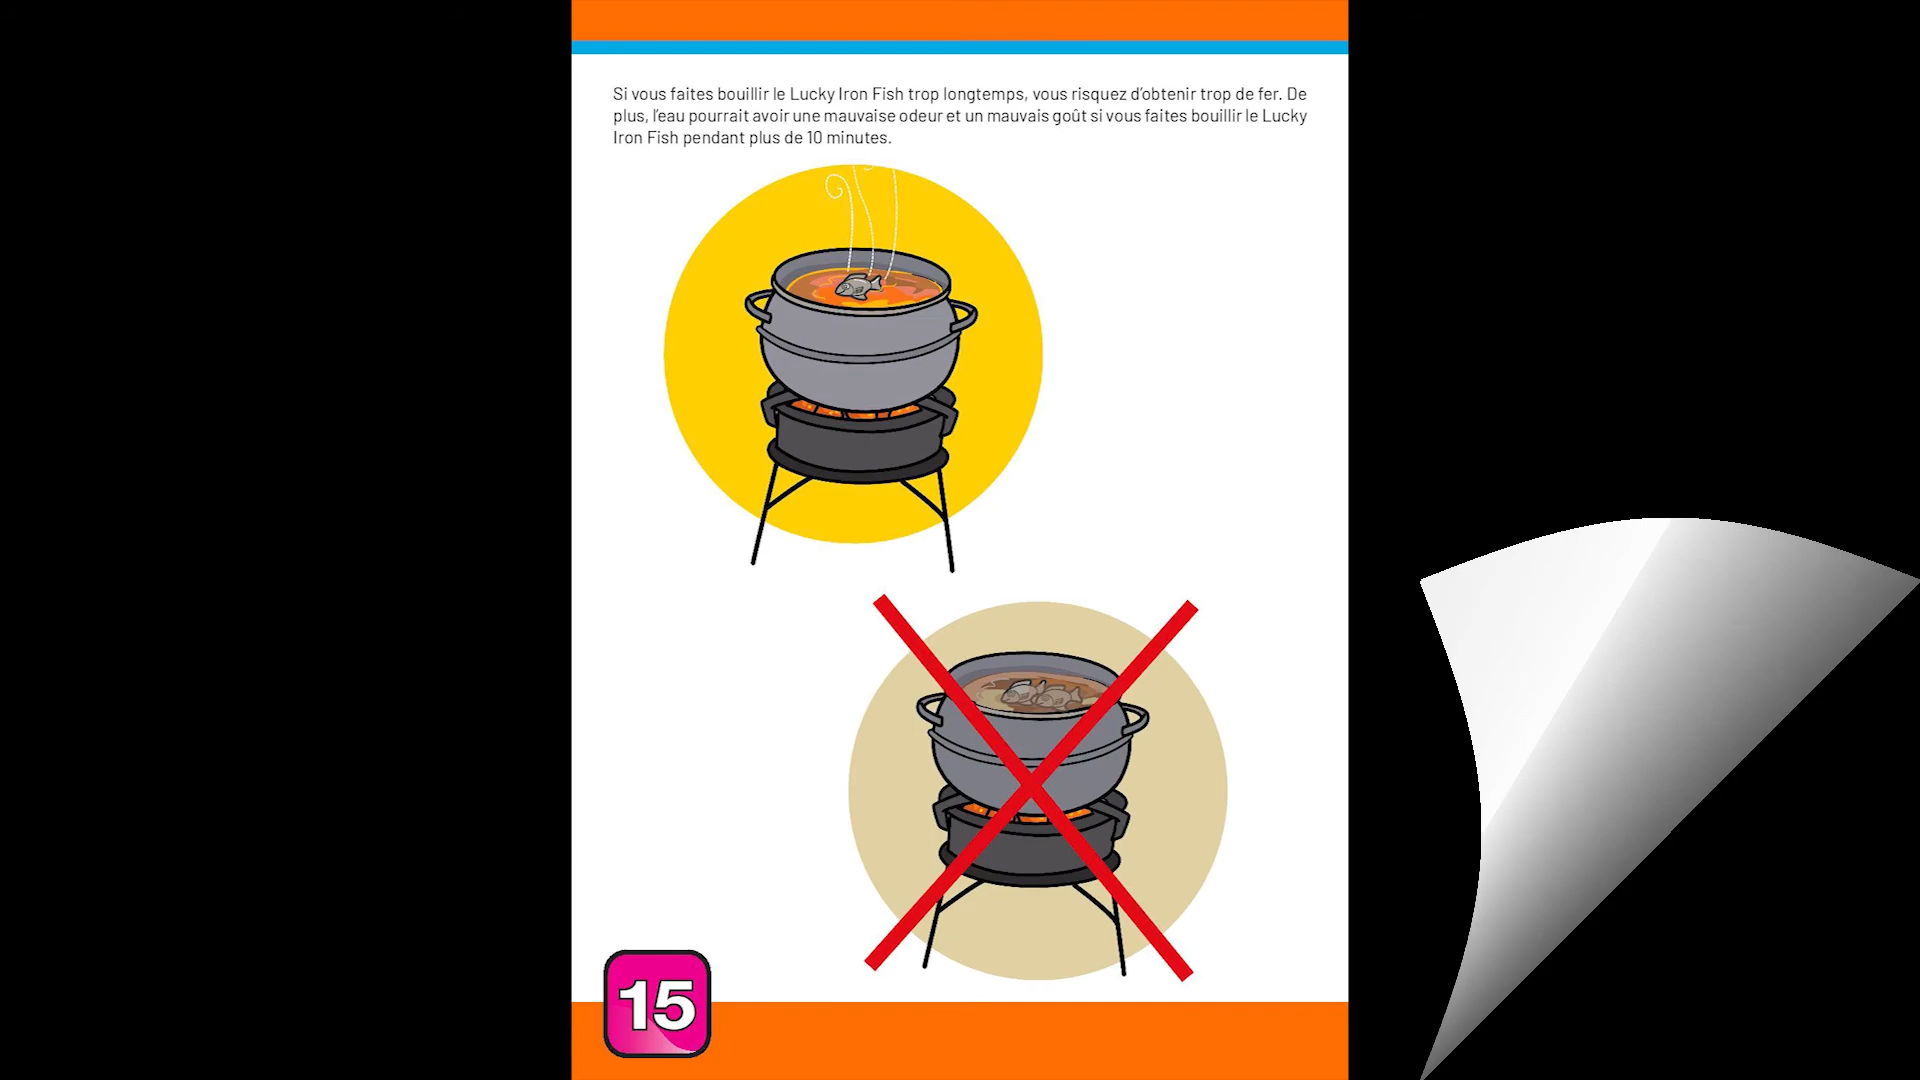 Si vous faites bouillir le Lucky Iron Fish trop longtemps, vous risquez d’obtenir trop de fer. De
plus, l’eau pourrait avoir une mauvaise odeur et un mauvais goût si vous faites bouillir le Lucky
Iron Fish pendant plus de 10 minutes.
15